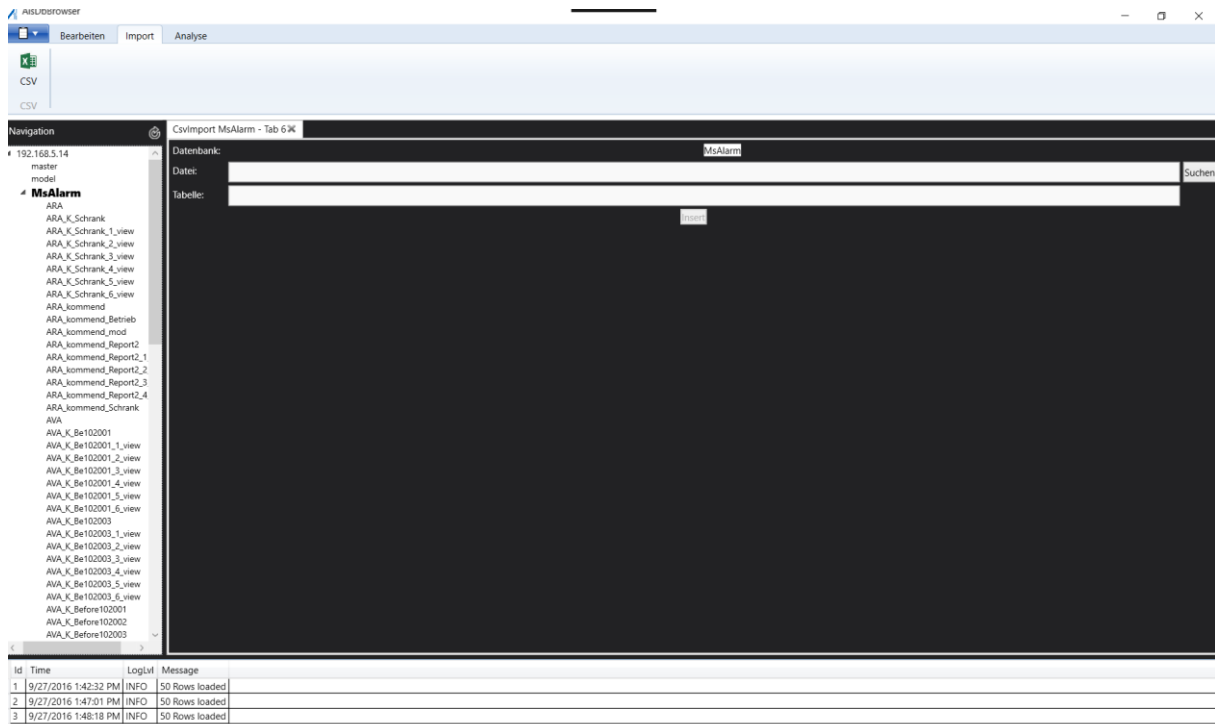 AisDbBrowser
Bearbeiten Import Analyse
CSV
CSV
Navigation
CsvImport MsAlarm - Tab 6
192.168.5.14
master
model
MsAlarm
ARA
ARA_K_Schrank
ARA_K_Schrank_1_view
ARA_K_Schrank_2_view
ARA_K_Schrank_3_view
ARA_K_Schrank_4_view
ARA_K_Schrank_5_view
ARA_K_Schrank_6_view
ARA_kommend
ARA_kommend_Betrieb
ARA_kommend_mod
ARA_kommend_Report2
ARA_kommend_Report2_1
ARA_kommend_Report2_2
ARA_kommend_Report2_3
ARA_kommend_Report2_4
ARA_kommend_Schrank
AVA
AVA_K_Be102001
AVA_K_Be102001_1_view
AVA_K_Be102001_2_view
AVA_K_Be102001_3_view
AVA_K_Be102001_4_view
AVA_K_Be102001_5_view
AVA_K_Be102001_6_view
AVA_K_Be102003
AVA_K_Be102003_1_view
AVA_K_Be102003_2_view
AVA_K_Be102003_3_view
AVA_K_Be102003_4_view
AVA_K_Be102003_5_view
AVA_K_Be102003_6_view
AVA_K_Before102001
AVA_K_Before102002
AVA_K_Before102003
Datenbank: MsAlarm
Datei: Suchen
Tabelle:
Insert
Id Time LogLvl Message
1 9/27/2016 1:42:32 PM INFO 50 Rows loaded
2 9/27/2016 1:47:01 PM INFO 50 Rows loaded
3 9/27/2016 1:48:18 PM INFO 50 Rows loaded